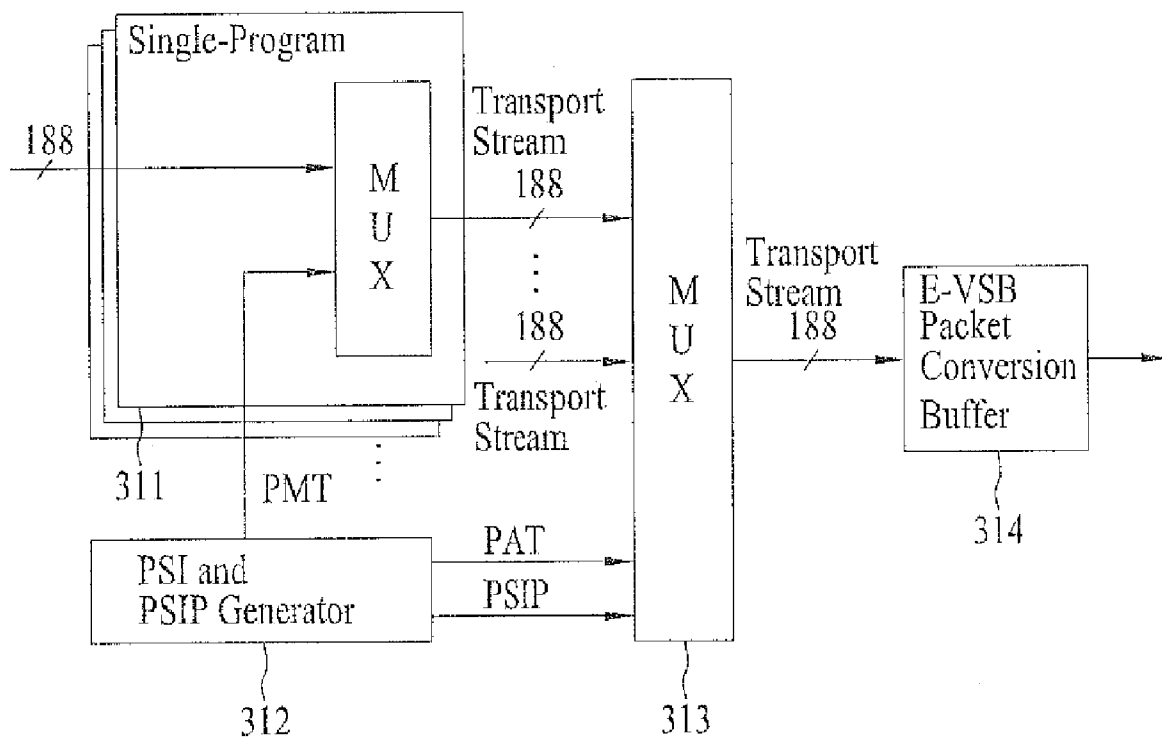 Single-Program
188
M
U
X
Transport
Stream
188
188
Transport
Stream
M
U
X
Transport
Stream
188
E-VSB
Packet
Conversion
Buffer
311
PMT
314
PSI and
PSIP Generator
PAT
PSIP
312
313